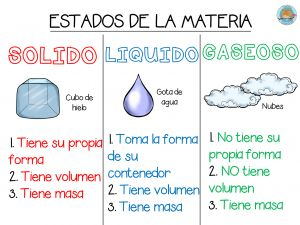 ESTADOS DE LA MATERIA
SOLIDO
Cubo de
hielo
1. Tiene su propia
forma
2. Tiene volumen
3. Tiene masa
LIQUIDO
Gota de
agua
1. Toma la forma
de su
contenedor
2. Tiene volumen
3. Tiene masa
GASEOSO
Nubes
1. NO tiene su
propia forma
2. NO tiene
volumen
3. Tiene masa